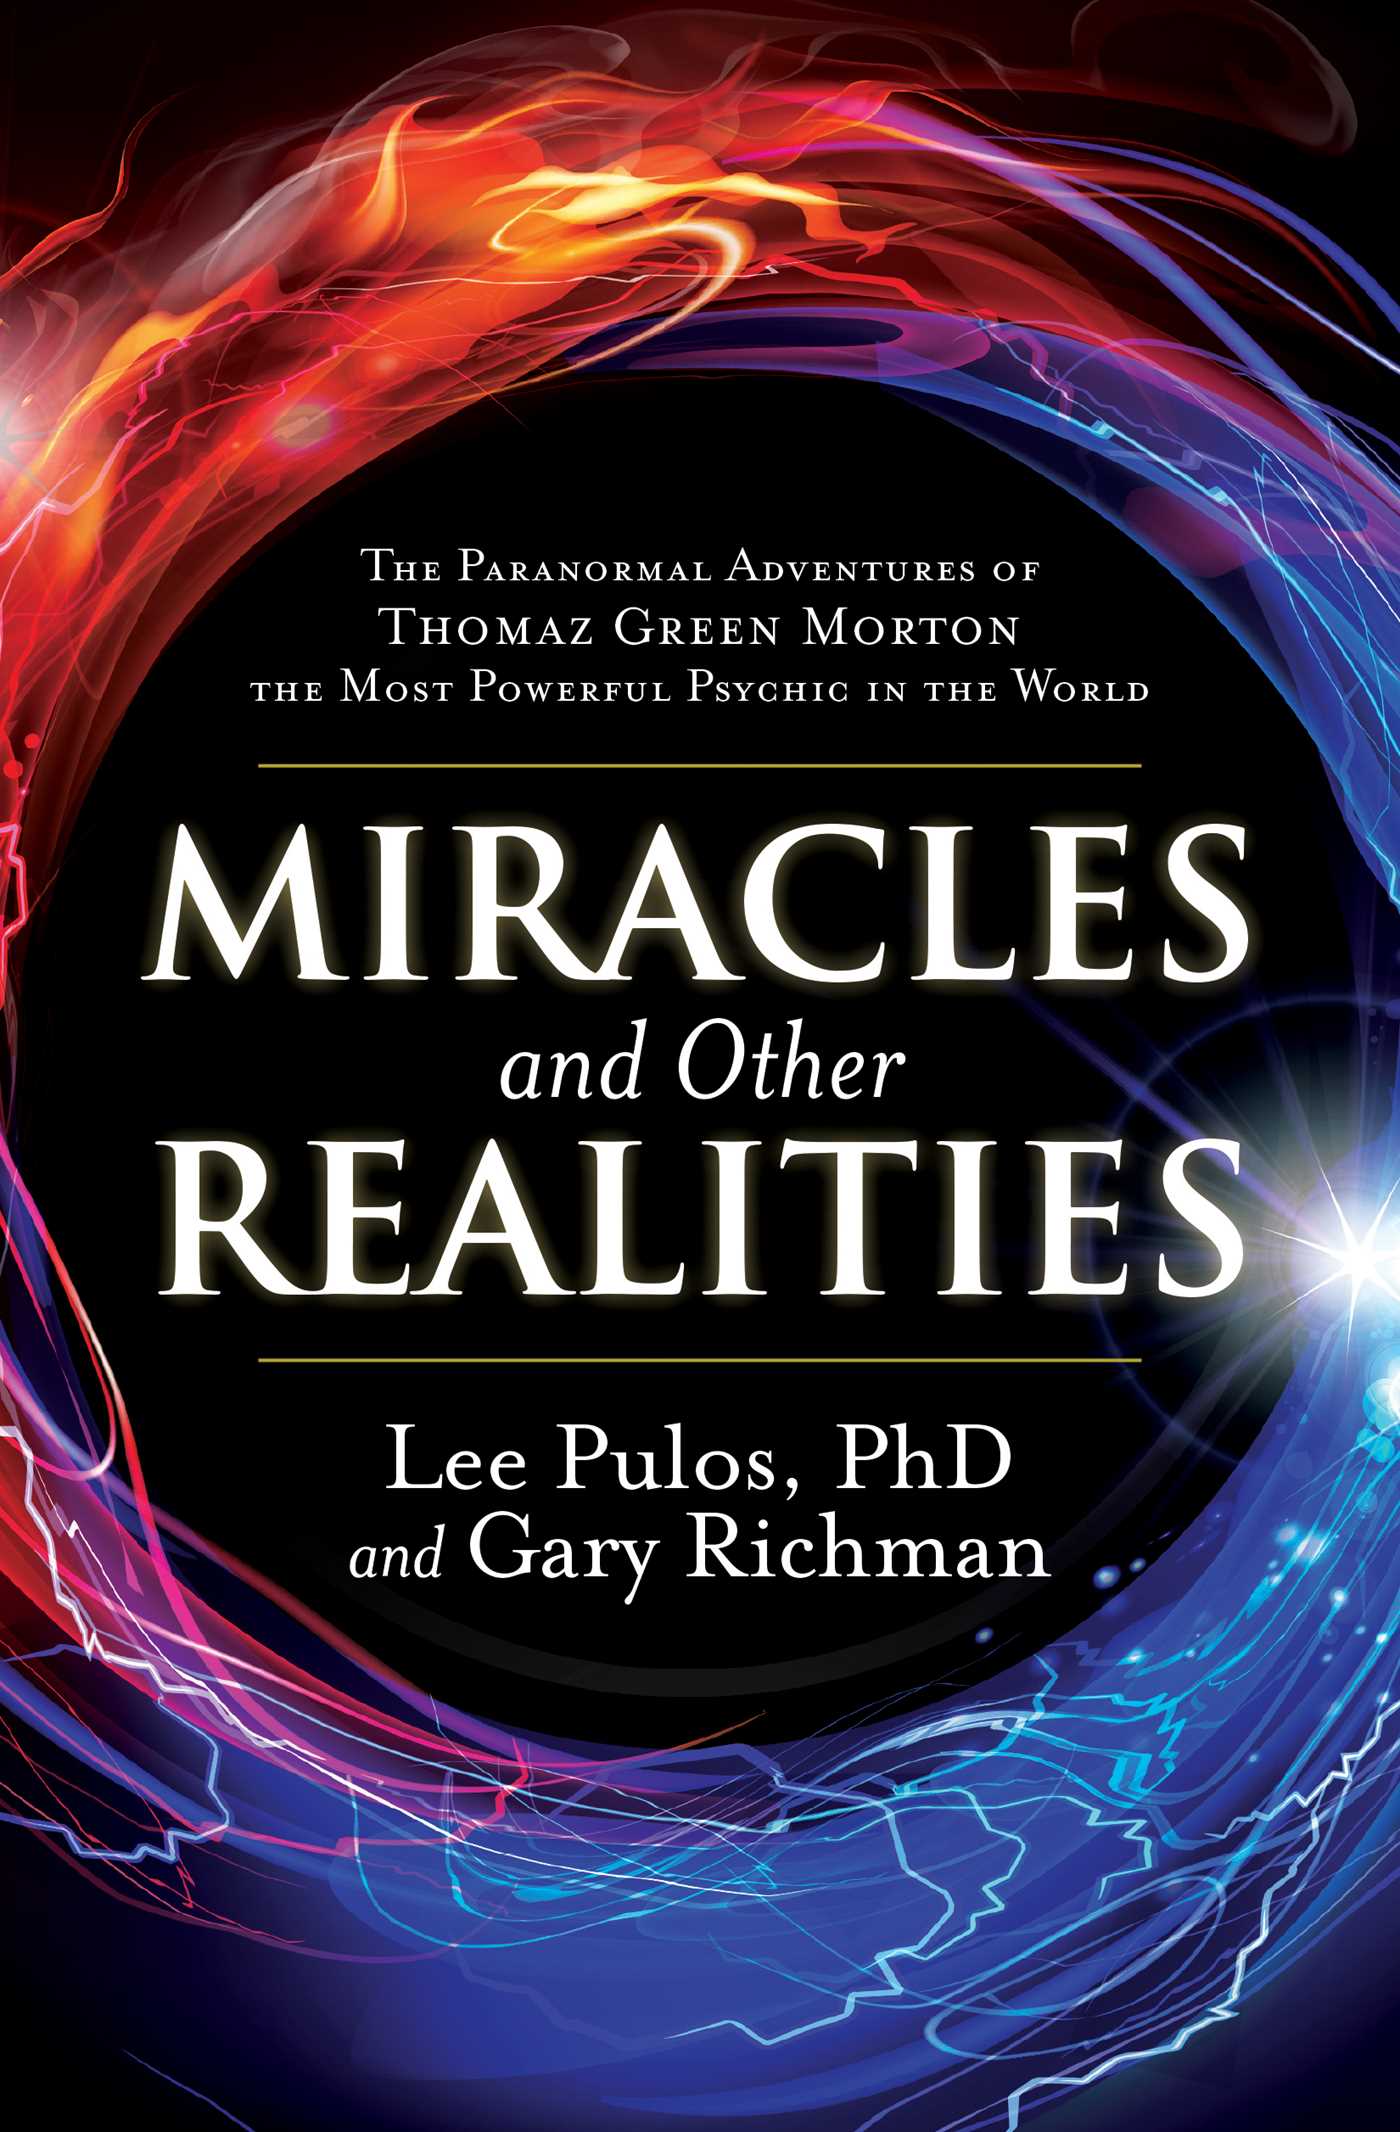 The Paranormal Adventures of
Thomaz Green Morton
the Most Powerful Psychic in the World
MIRACLES
and Other
REALITIES
Lee Pulos, PhD
and Gary Richman